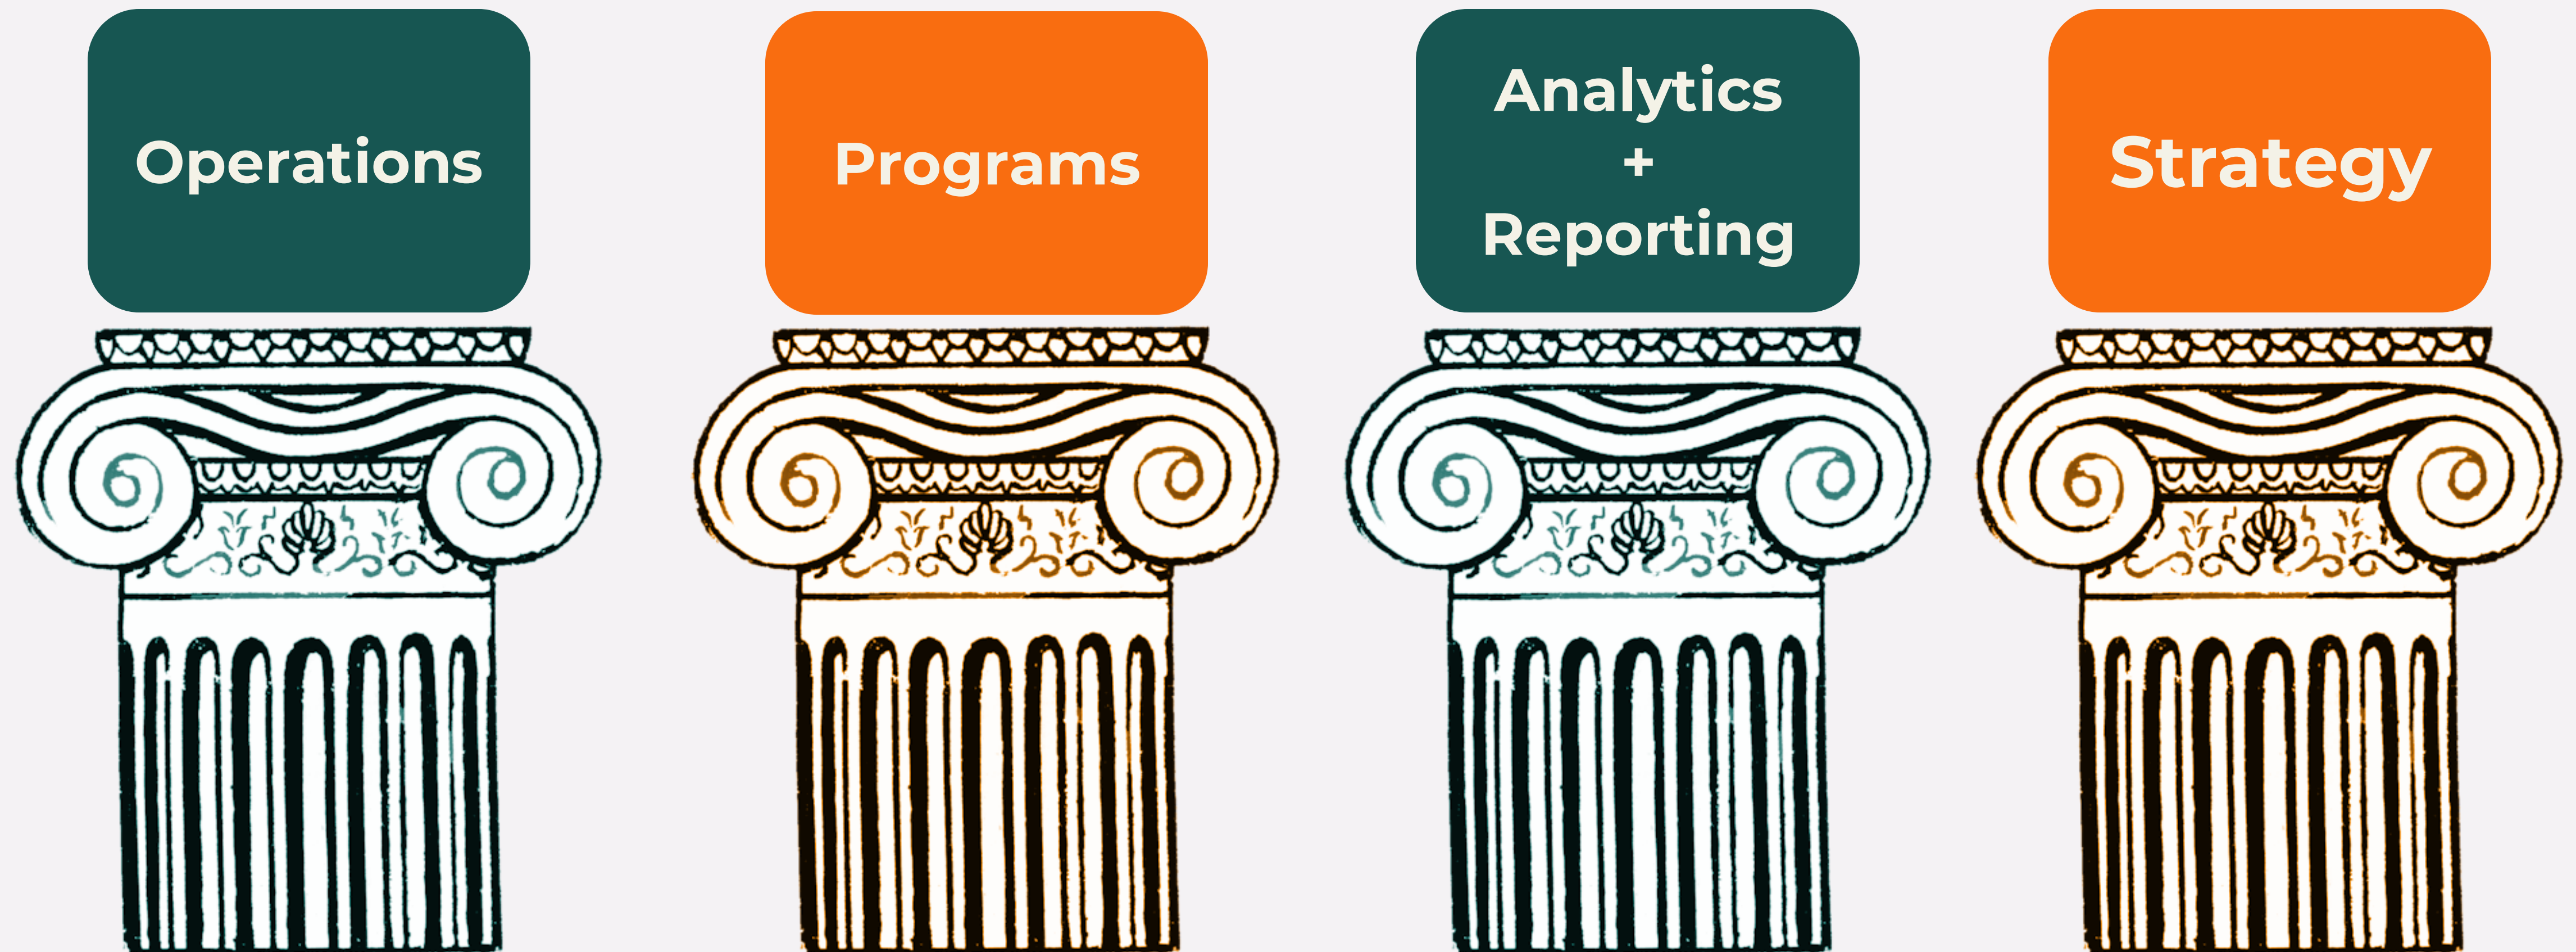 Operations
Programs
Analytics
+
Reporting
Strategy